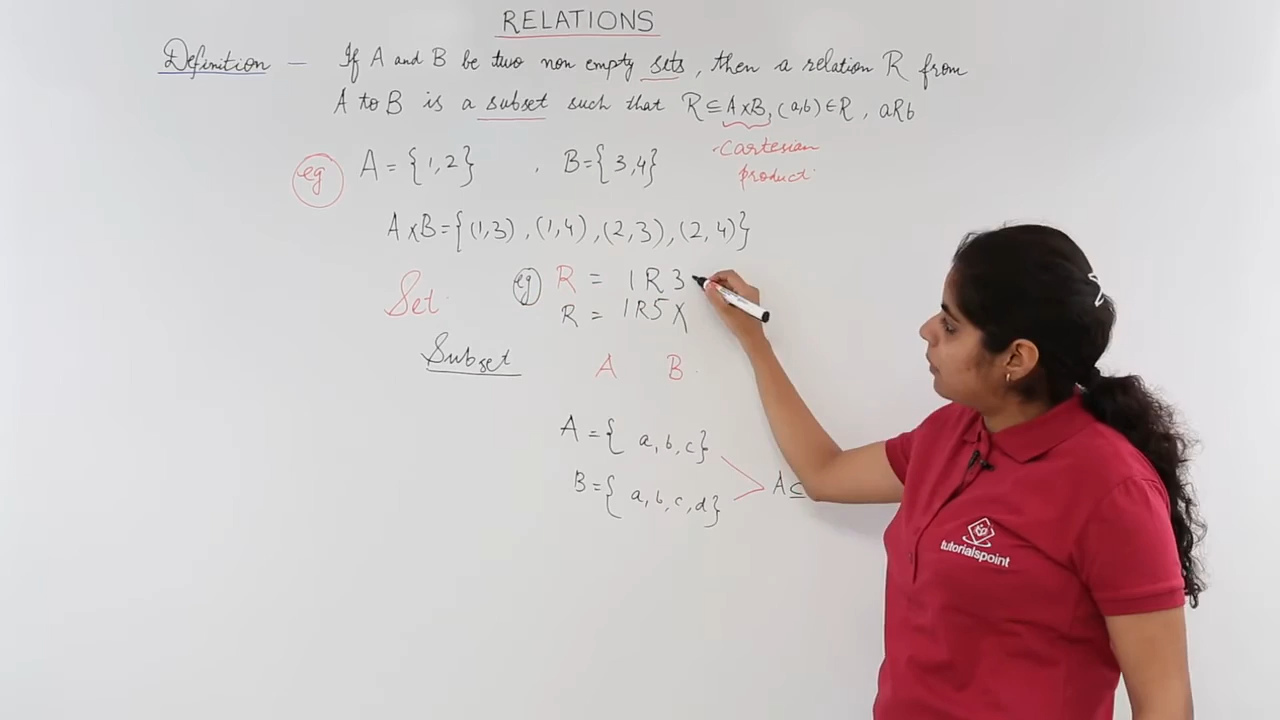 RELATIONS
Definition — If A and B be two non empty sets, then a relation R from
A to B is a subset such that R ⊆ A×B, (a,b) ∈ R, aRb
Cartesian
product
eg A = {1,2} , B = {3,4}
A×B = {(1,3), (1,4), (2,3), (2,4)}
Set eg R = 1R3
R = 1R5 X
Subset A B
A = { a, b, c}
B = { a, b, c, d}
A ⊆
tutorialspoint